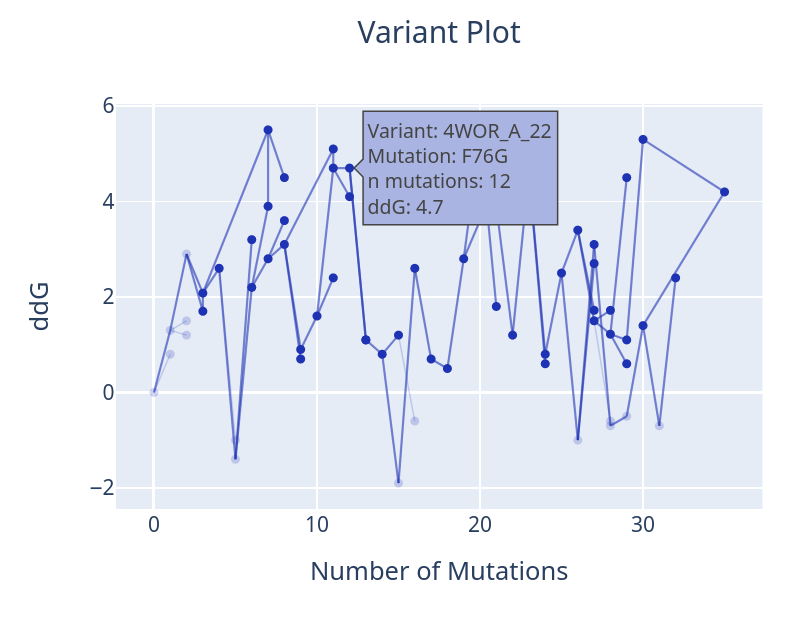 Variant Plot
6
4
2
0
−2
ddG
Variant: 4WOR_A_22
Mutation: F76G
n mutations: 12
ddG: 4.7
0
10
20
30
Number of Mutations